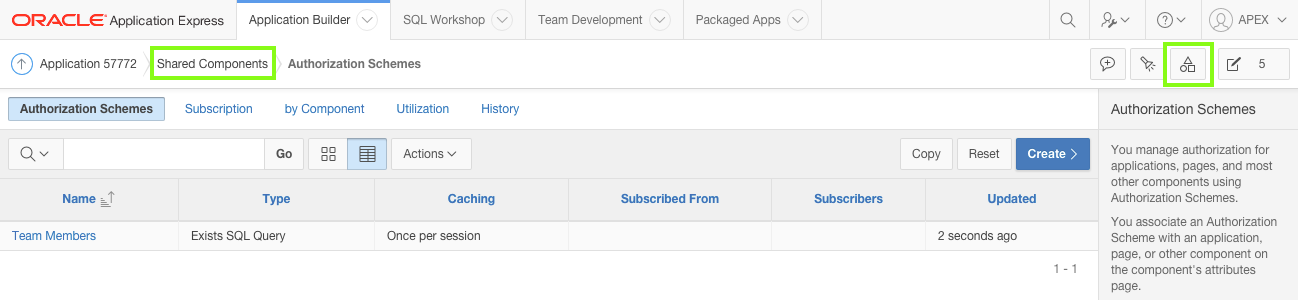 ORACLE Application Express Application Builder SQL Workshop Team Development Packaged Apps APEX
Application 57772 Shared Components Authorization Schemes 5
Authorization Schemes Subscription by Component Utilization History
Go Actions Copy Reset Create
Name Type Caching Subscribed From Subscribers Updated
Team Members Exists SQL Query Once per session 2 seconds ago
1 - 1
Authorization Schemes
You manage authorization for
applications, pages, and most
other components using
Authorization Schemes.
You associate an Authorization
Scheme with an application,
page, or other component on
the component's attributes
page.